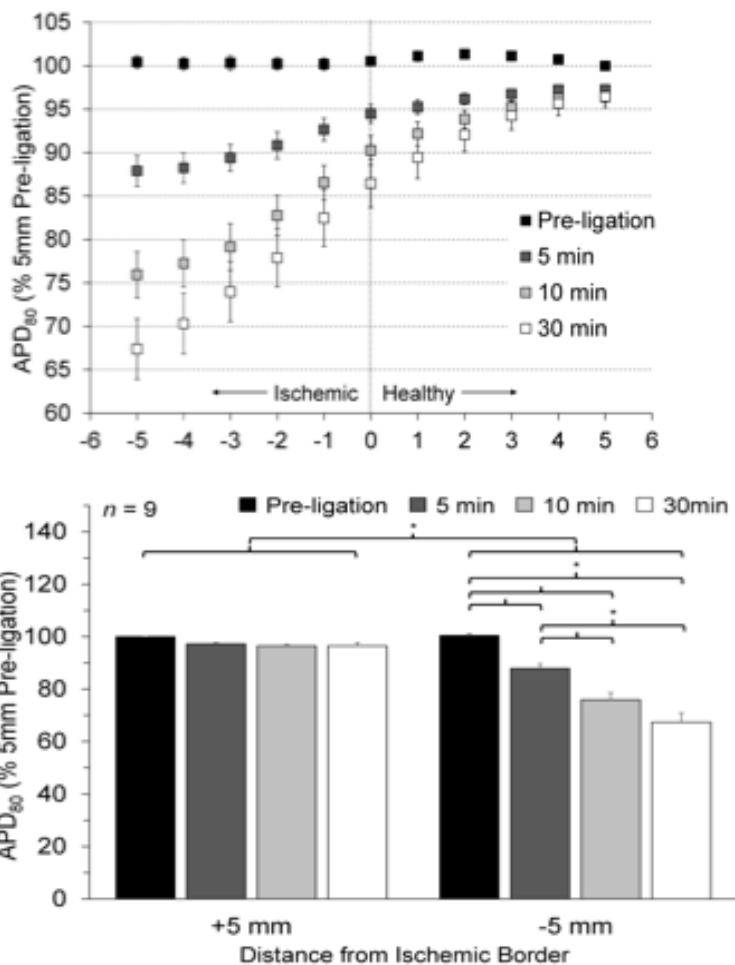 105
100
95
90
85
80
75
70
65
60
APD80 (% 5mm Pre-ligation)
Pre-ligation
5 min
10 min
30 min
Ischemic Healthy
-6 -5 -4 -3 -2 -1 0 1 2 3 4 5 6
n = 9 Pre-ligation 5 min 10 min 30min
140
120
100
80
60
40
20
0
APD80 (% 5mm Pre-ligation)
* * *
+5 mm -5 mm
Distance from Ischemic Border